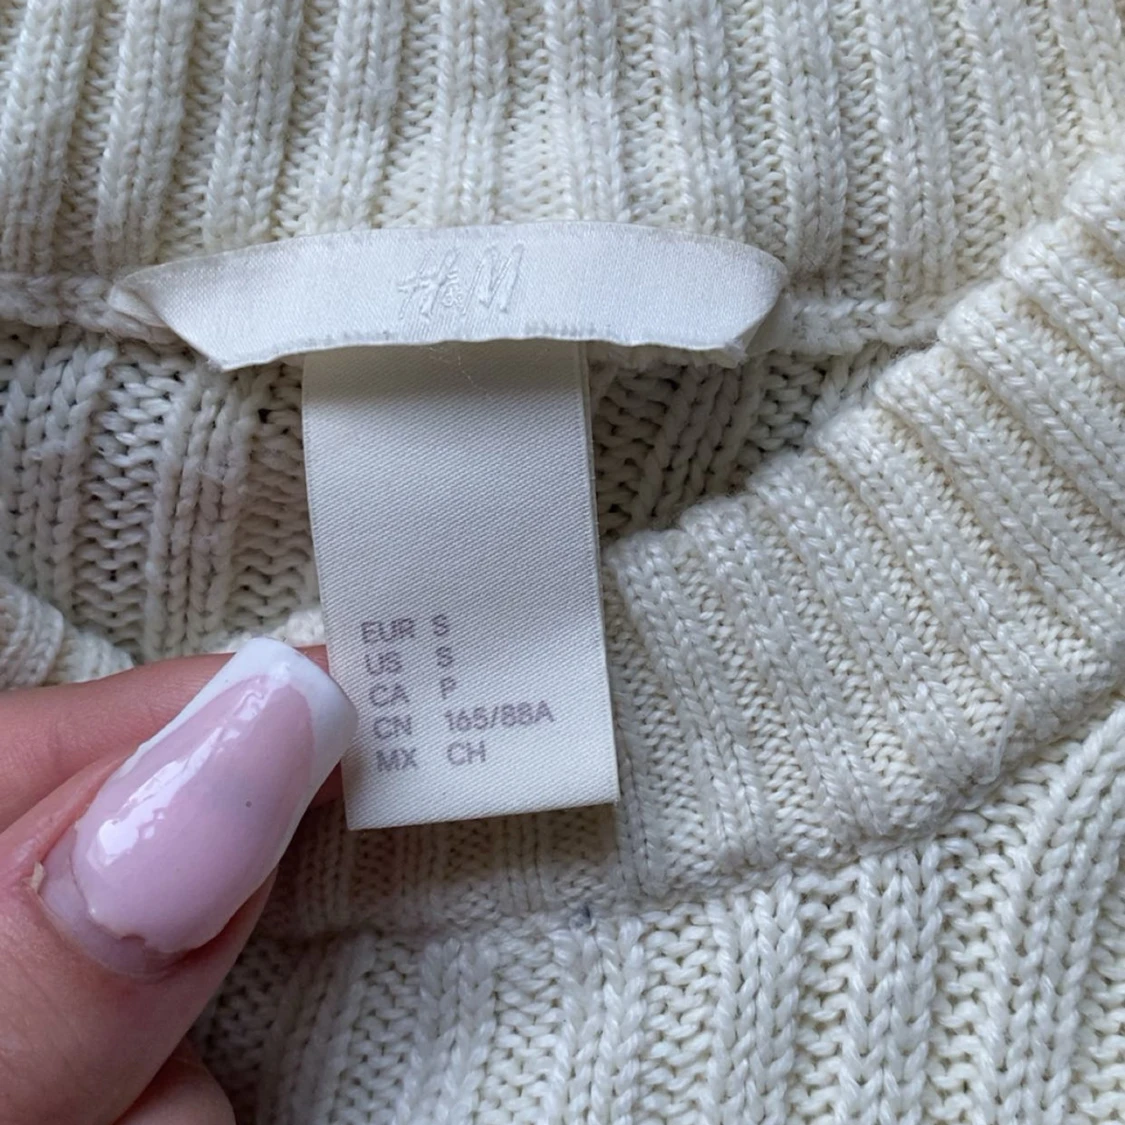 H&M
EUR S
US S
CA P
CN 165/88A
MX CH